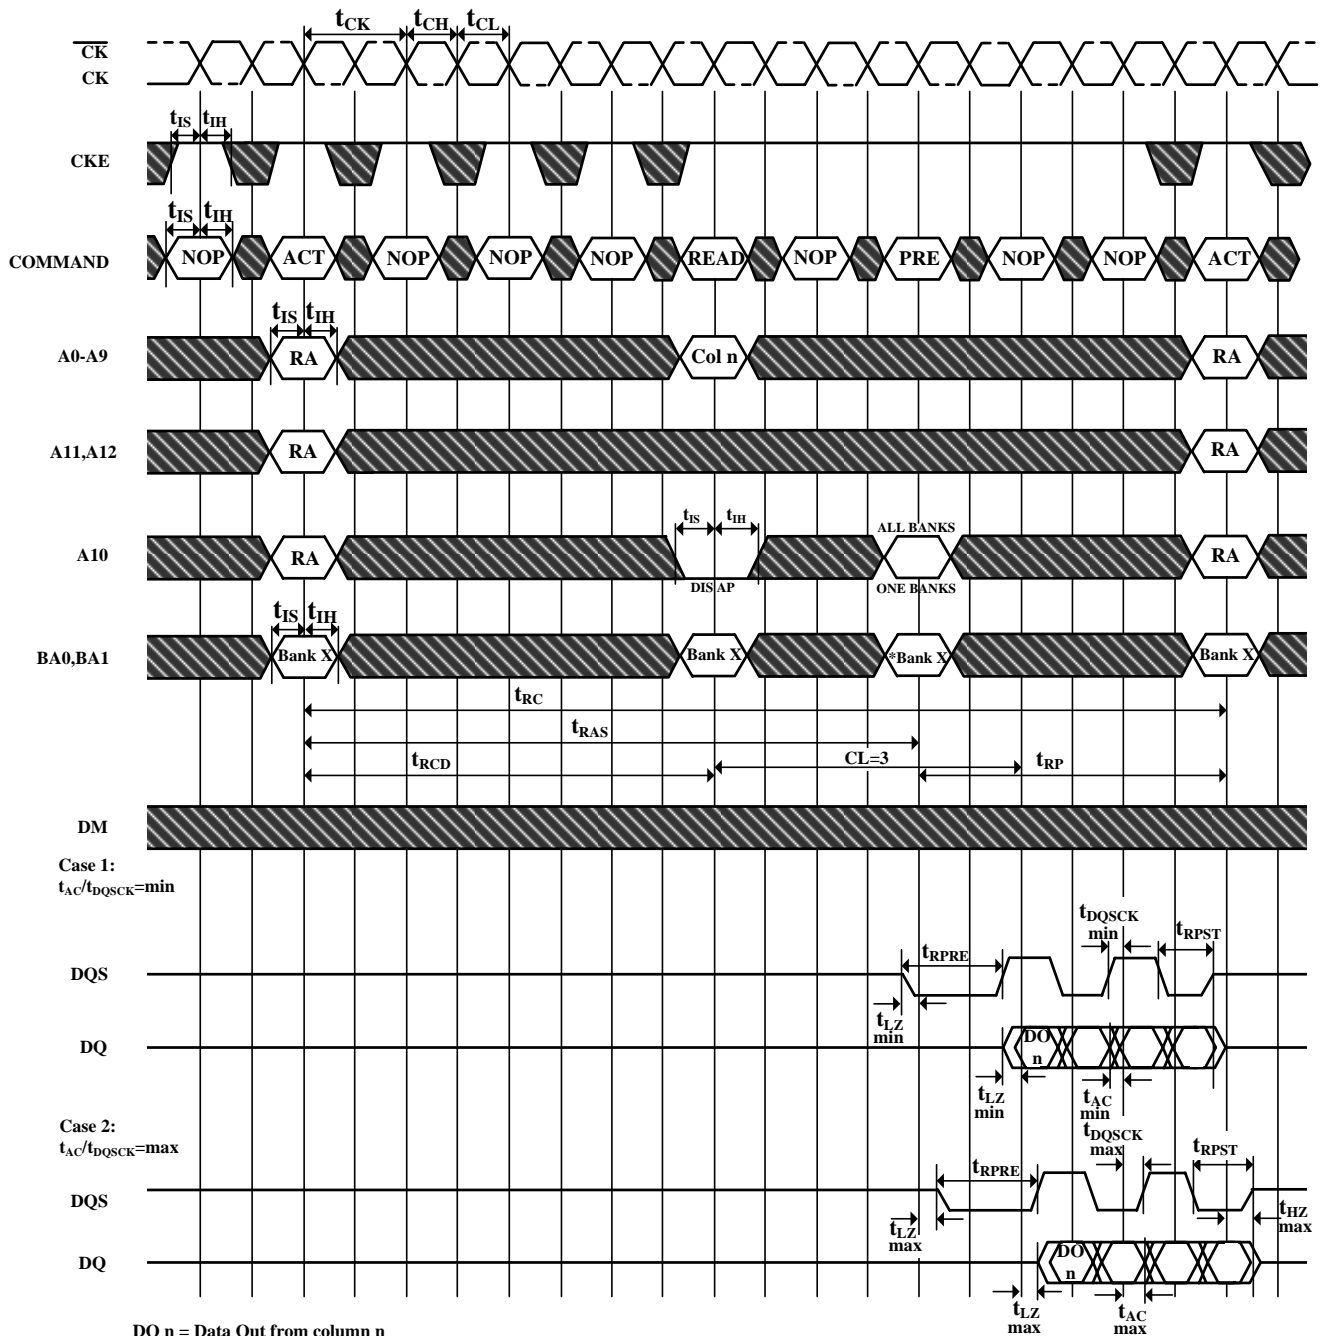 tCK tCH tCL
CK
CK
tIS tIH
CKE
tIS tIH
COMMAND NOP ACT NOP NOP NOP READ NOP PRE NOP NOP ACT
tIS tIH
A0-A9 RA Col n RA
A11,A12 RA RA
tIS tIH ALL BANKS
A10 RA RA
DIS AP ONE BANKS
tIS tIH
BA0,BA1 Bank X Bank X *Bank X Bank X
tRC
tRAS
tRCD CL=3 tRP
DM
Case 1:
tAC/tDQSCK=min
tDQSCK
min
tRPRE tRPST
DQS
tLZ
min
DQ DO
n
tLZ
min
tAC
min
Case 2:
tAC/tDQSCK=max
tDQSCK
max
tRPRE tRPST
DQS
tLZ
max
tHZ
max
DQ DO
n
tLZ
max
tAC
max
DO n = Data Out from column n